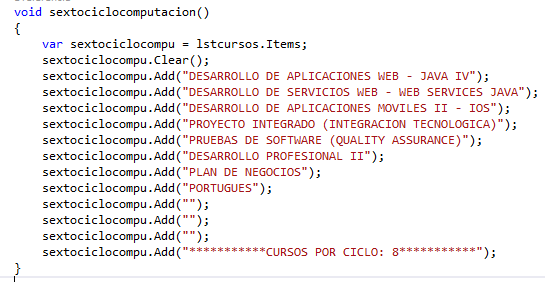 void sextociclocomputacion()
{
var sextociclocompu = lstcursos.Items;
sextociclocompu.Clear();
sextociclocompu.Add("DESARROLLO DE APLICACIONES WEB - JAVA IV");
sextociclocompu.Add("DESARROLLO DE SERVICIOS WEB - WEB SERVICES JAVA");
sextociclocompu.Add("DESARROLLO DE APLICACIONES MOVILES II - IOS");
sextociclocompu.Add("PROYECTO INTEGRADO (INTEGRACION TECNOLOGICA)");
sextociclocompu.Add("PRUEBAS DE SOFTWARE (QUALITY ASSURANCE)");
sextociclocompu.Add("DESARROLLO PROFESIONAL II");
sextociclocompu.Add("PLAN DE NEGOCIOS");
sextociclocompu.Add("PORTUGUES");
sextociclocompu.Add("");
sextociclocompu.Add("");
sextociclocompu.Add("");
sextociclocompu.Add("***********CURSOS POR CICLO: 8***********");
}